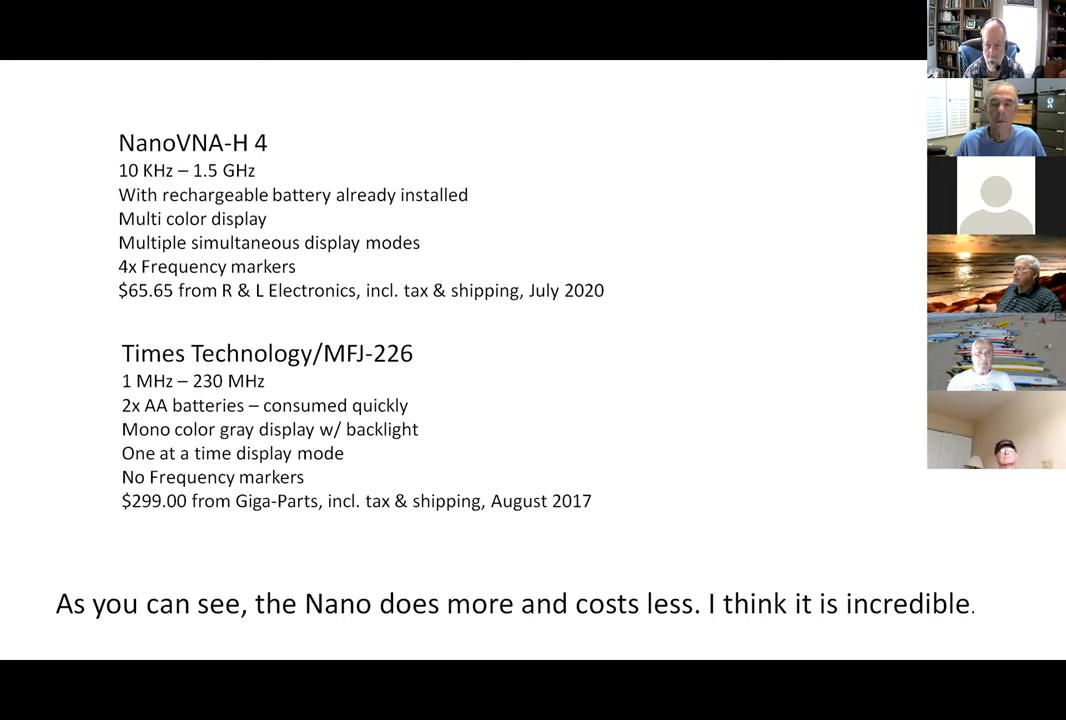 NanoVNA-H 4
10 KHz – 1.5 GHz
With rechargeable battery already installed
Multi color display
Multiple simultaneous display modes
4x Frequency markers
$65.65 from R & L Electronics, incl. tax & shipping, July 2020
Times Technology/MFJ-226
1 MHz – 230 MHz
2x AA batteries – consumed quickly
Mono color gray display w/ backlight
One at a time display mode
No Frequency markers
$299.00 from Giga-Parts, incl. tax & shipping, August 2017
As you can see, the Nano does more and costs less. I think it is incredible.